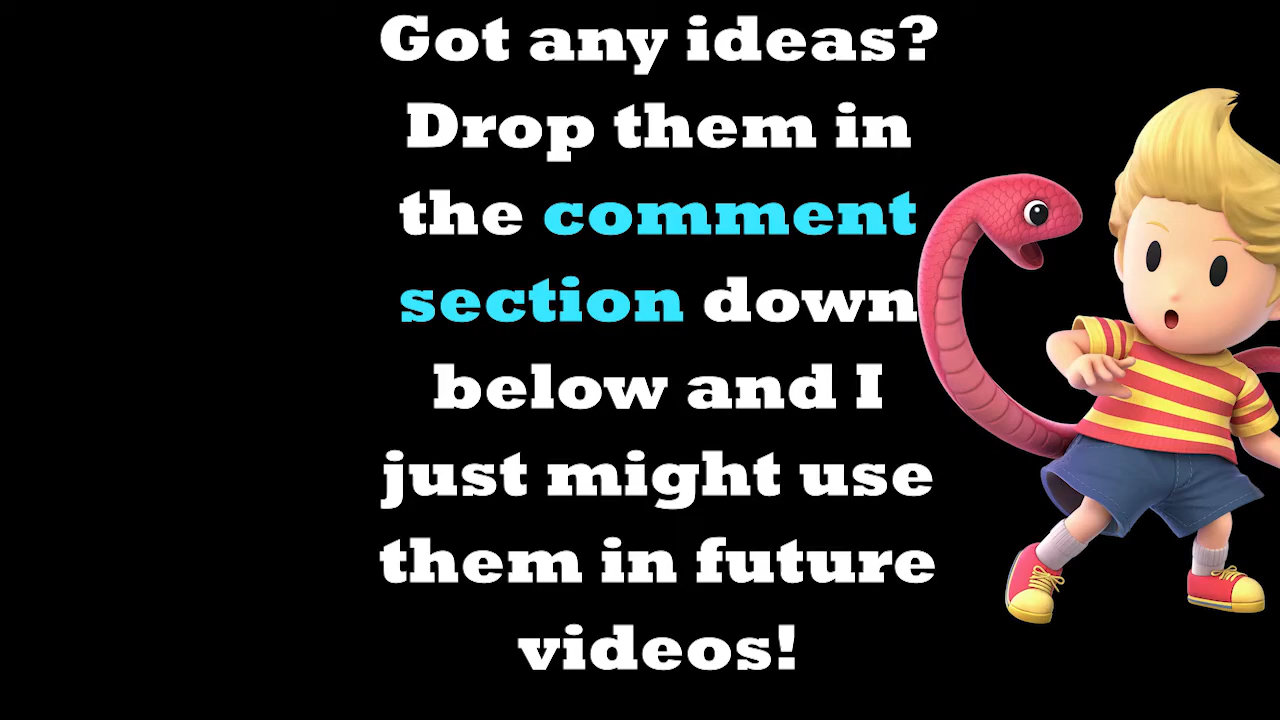 Got any ideas?
Drop them in
the comment
section down
below and I
just might use
them in future
videos!